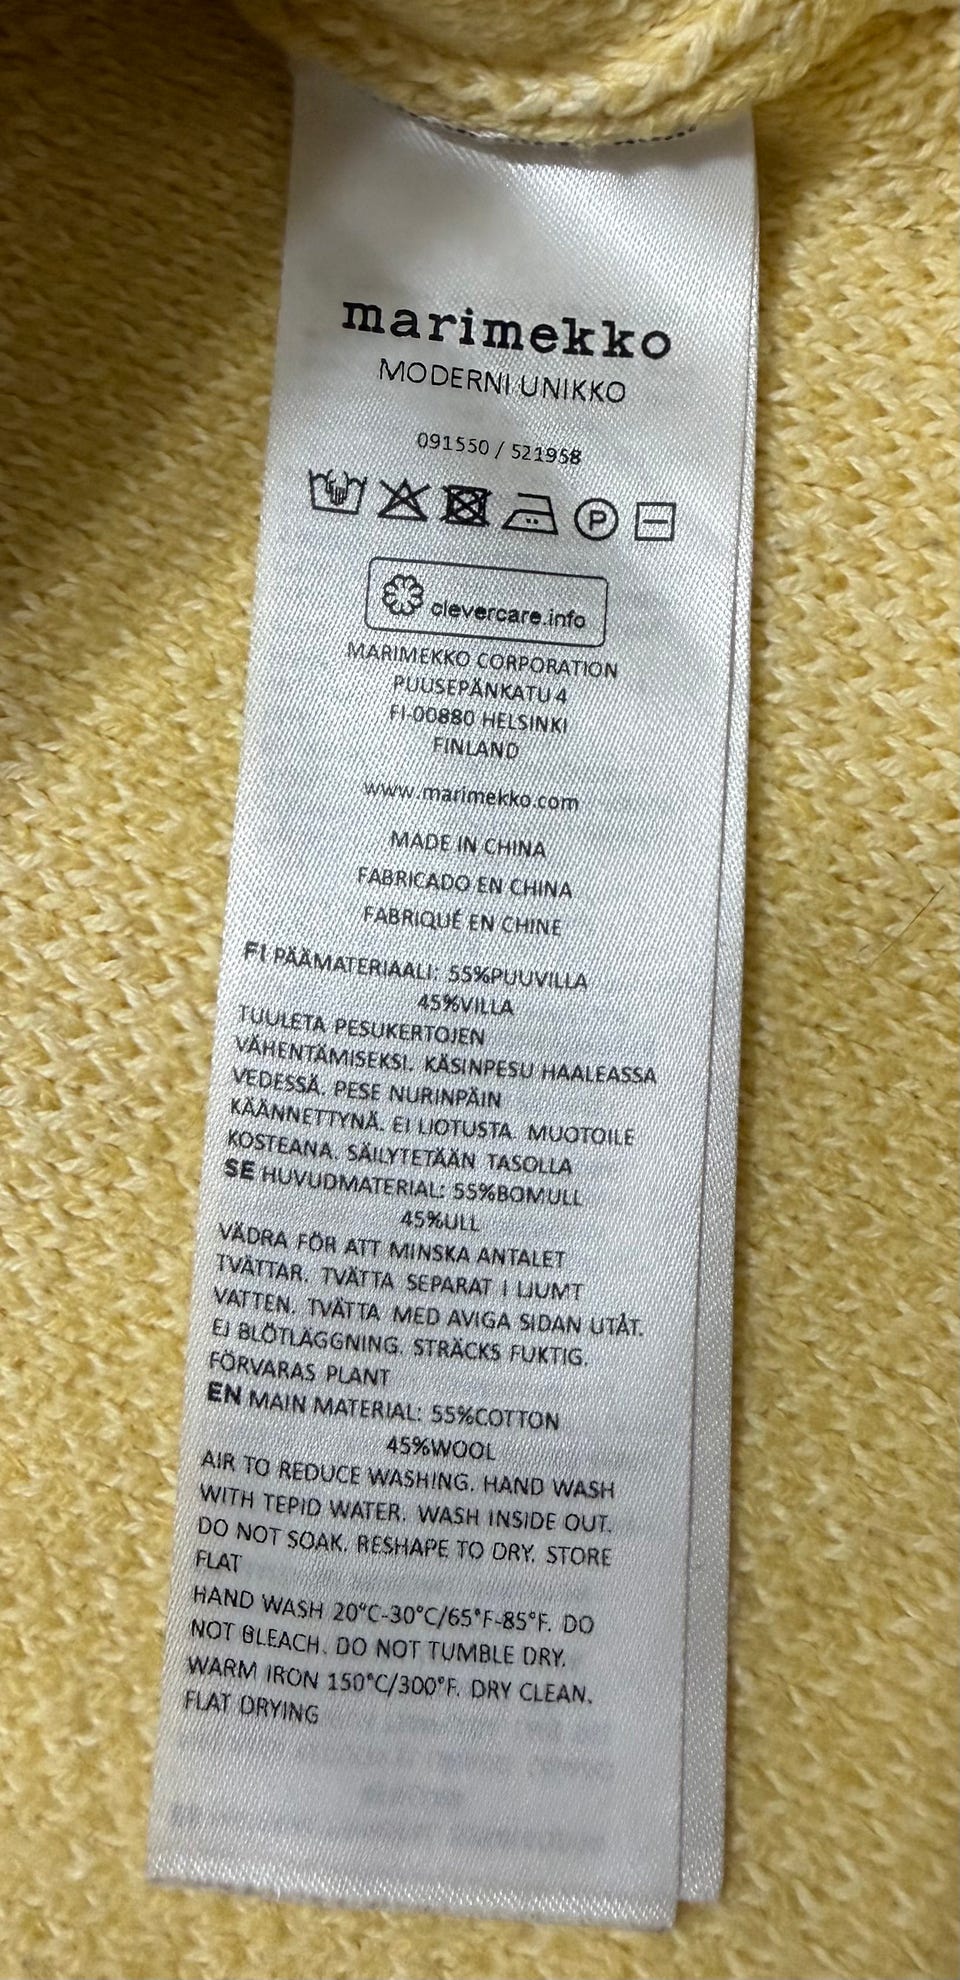 marimekko
MODERNI UNIKKO
091550 / 521958
P
clevercare.info
MARIMEKKO CORPORATION
PUUSEPÄNKATU 4
FI-00880 HELSINKI
FINLAND
www.marimekko.com
MADE IN CHINA
FABRICADO EN CHINA
FABRIQUÉ EN CHINE
FI PÄÄMATERIAALI: 55%PUUVILLA
45%VILLA
TUULETA PESUKERTOJEN
VÄHENTÄMISEKSI. KÄSINPESU HAALEASSA
VEDESSÄ. PESE NURINPÄIN
KÄÄNNETTYNÄ. EI LIOTUSTA. MUOTOILE
KOSTEANA. SÄILYTETÄÄN TASOLLA
SE HUVUDMATERIAL: 55%BOMULL
45%ULL
VÄDRA FÖR ATT MINSKA ANTALET
TVÄTTAR. TVÄTTA SEPARAT I LJUMT
VATTEN. TVÄTTA MED AVIGA SIDAN UTÅT.
EJ BLÖTLÄGGNING. STRÄCKS FUKTIG.
FÖRVARAS PLANT
EN MAIN MATERIAL: 55%COTTON
45%WOOL
AIR TO REDUCE WASHING. HAND WASH
WITH TEPID WATER. WASH INSIDE OUT.
DO NOT SOAK. RESHAPE TO DRY. STORE
FLAT
HAND WASH 20°C-30°C/65°F-85°F. DO
NOT BLEACH. DO NOT TUMBLE DRY.
WARM IRON 150°C/300°F. DRY CLEAN.
FLAT DRYING